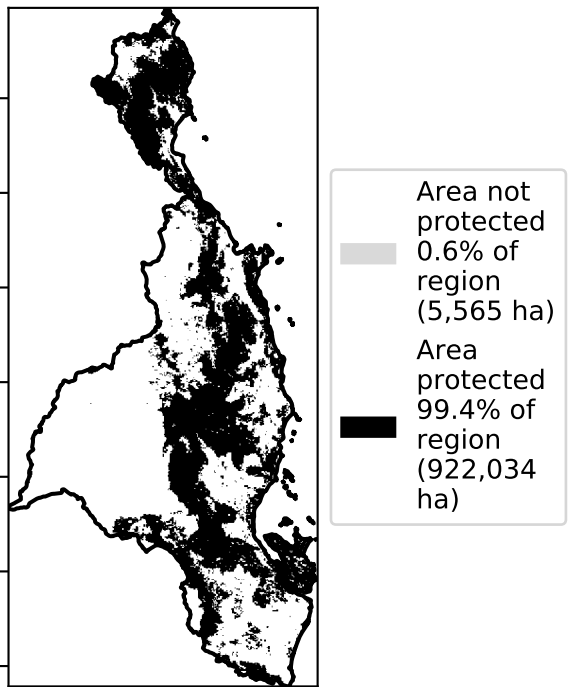 Area not
protected
0.6% of
region
(5,565 ha)
Area
protected
99.4% of
region
(922,034
ha)